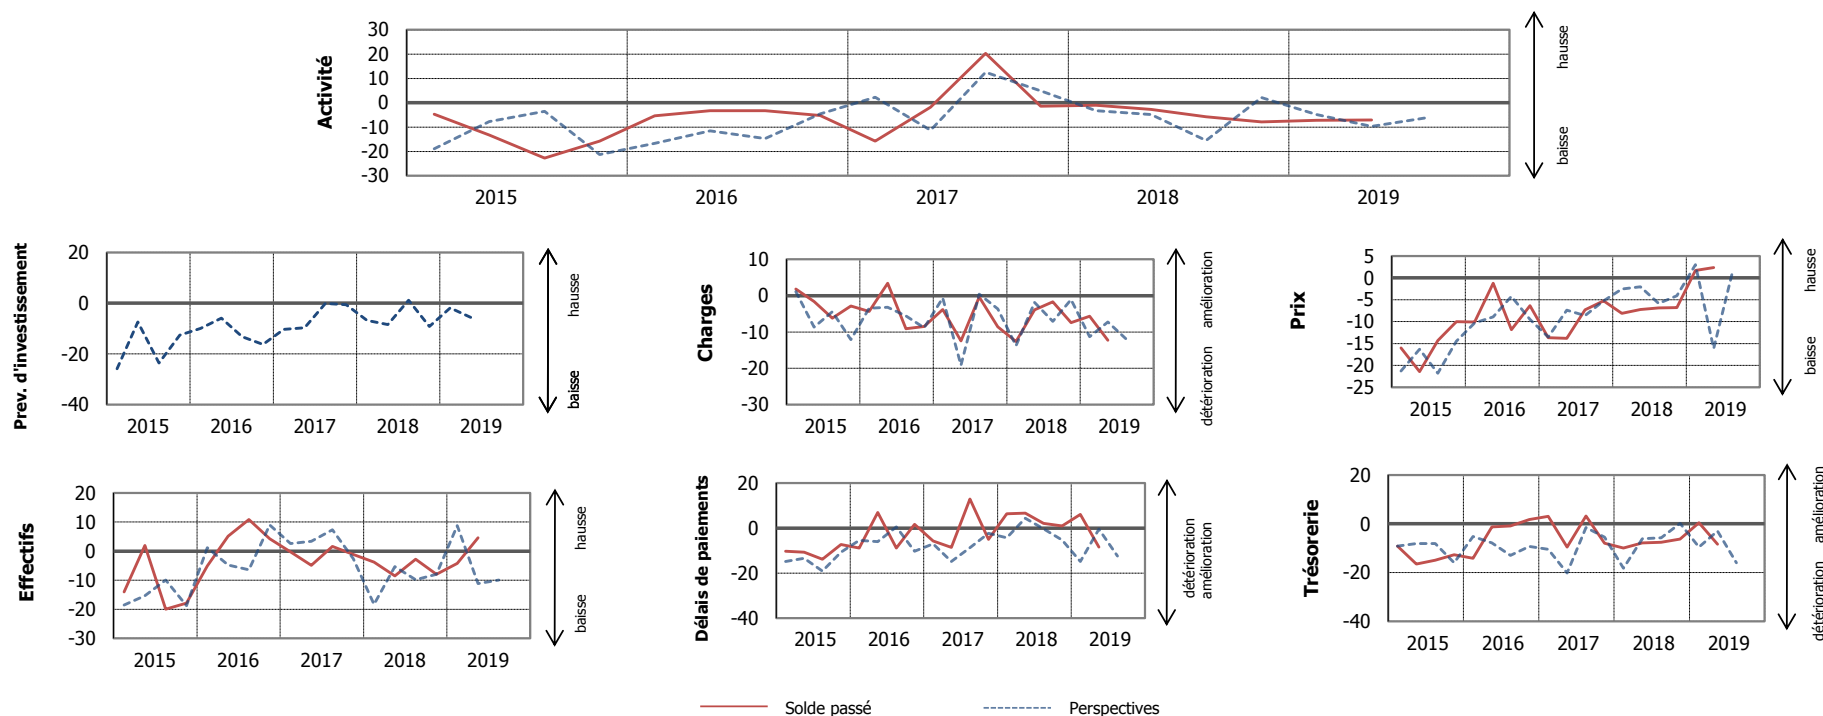 Activité
30
20
10
0
-10
-20
-30
2015 2016 2017 2018 2019
hausse
baisse
Prev. d'investissement
20
0
-20
-40
2015 2016 2017 2018 2019
hausse
baisse
Charges
10
0
-10
-20
-30
2015 2016 2017 2018 2019
amélioration
détérioration
Prix
5
0
-5
-10
-15
-20
-25
2015 2016 2017 2018 2019
hausse
baisse
Effectifs
20
10
0
-10
-20
-30
2015 2016 2017 2018 2019
hausse
baisse
Délais de paiements
20
0
-20
-40
2015 2016 2017 2018 2019
détérioration
amélioration
Trésorerie
20
0
-20
-40
2015 2016 2017 2018 2019
amélioration
détérioration
Solde passé
Perspectives